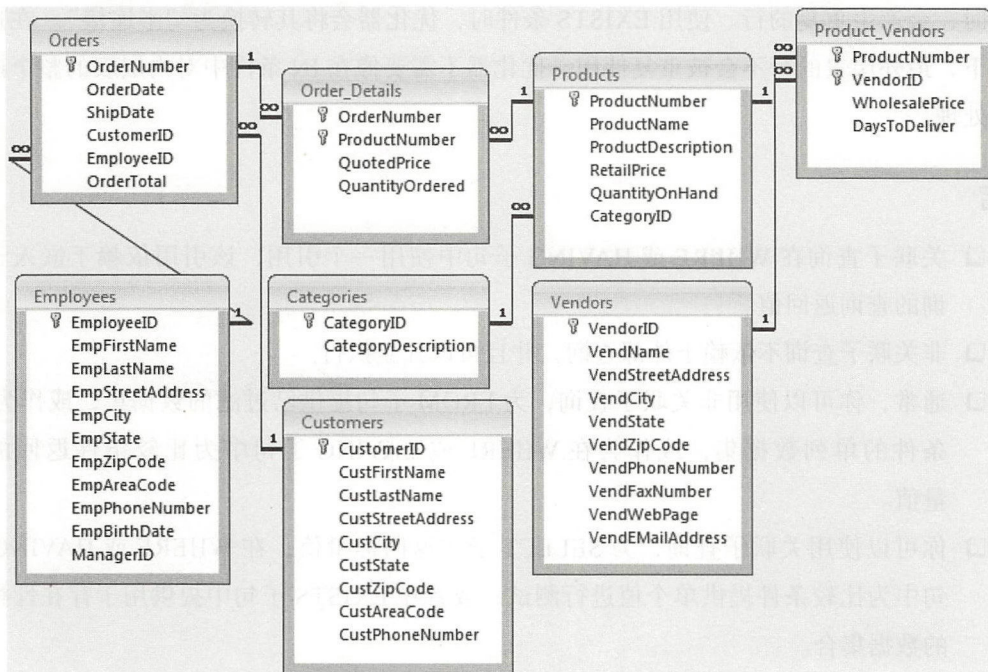 Orders
OrderNumber
OrderDate
ShipDate
CustomerID
EmployeeID
OrderTotal
1
∞
∞
∞
Order_Details
OrderNumber
ProductNumber
QuotedPrice
QuantityOrdered
1
∞
∞
Products
ProductNumber
ProductName
ProductDescription
RetailPrice
QuantityOnHand
CategoryID
1
∞
∞
Product_Vendors
ProductNumber
VendorID
WholesalePrice
DaysToDeliver
Employees
EmployeeID
EmpFirstName
EmpLastName
EmpStreetAddress
EmpCity
EmpState
EmpZipCode
EmpAreaCode
EmpPhoneNumber
EmpBirthDate
ManagerID
1
Categories
CategoryID
CategoryDescription
1
1
Customers
CustomerID
CustFirstName
CustLastName
CustStreetAddress
CustCity
CustState
CustZipCode
CustAreaCode
CustPhoneNumber
Vendors
VendorID
VendName
VendStreetAddress
VendCity
VendState
VendZipCode
VendPhoneNumber
VendFaxNumber
VendWebPage
VendEMailAddress
1